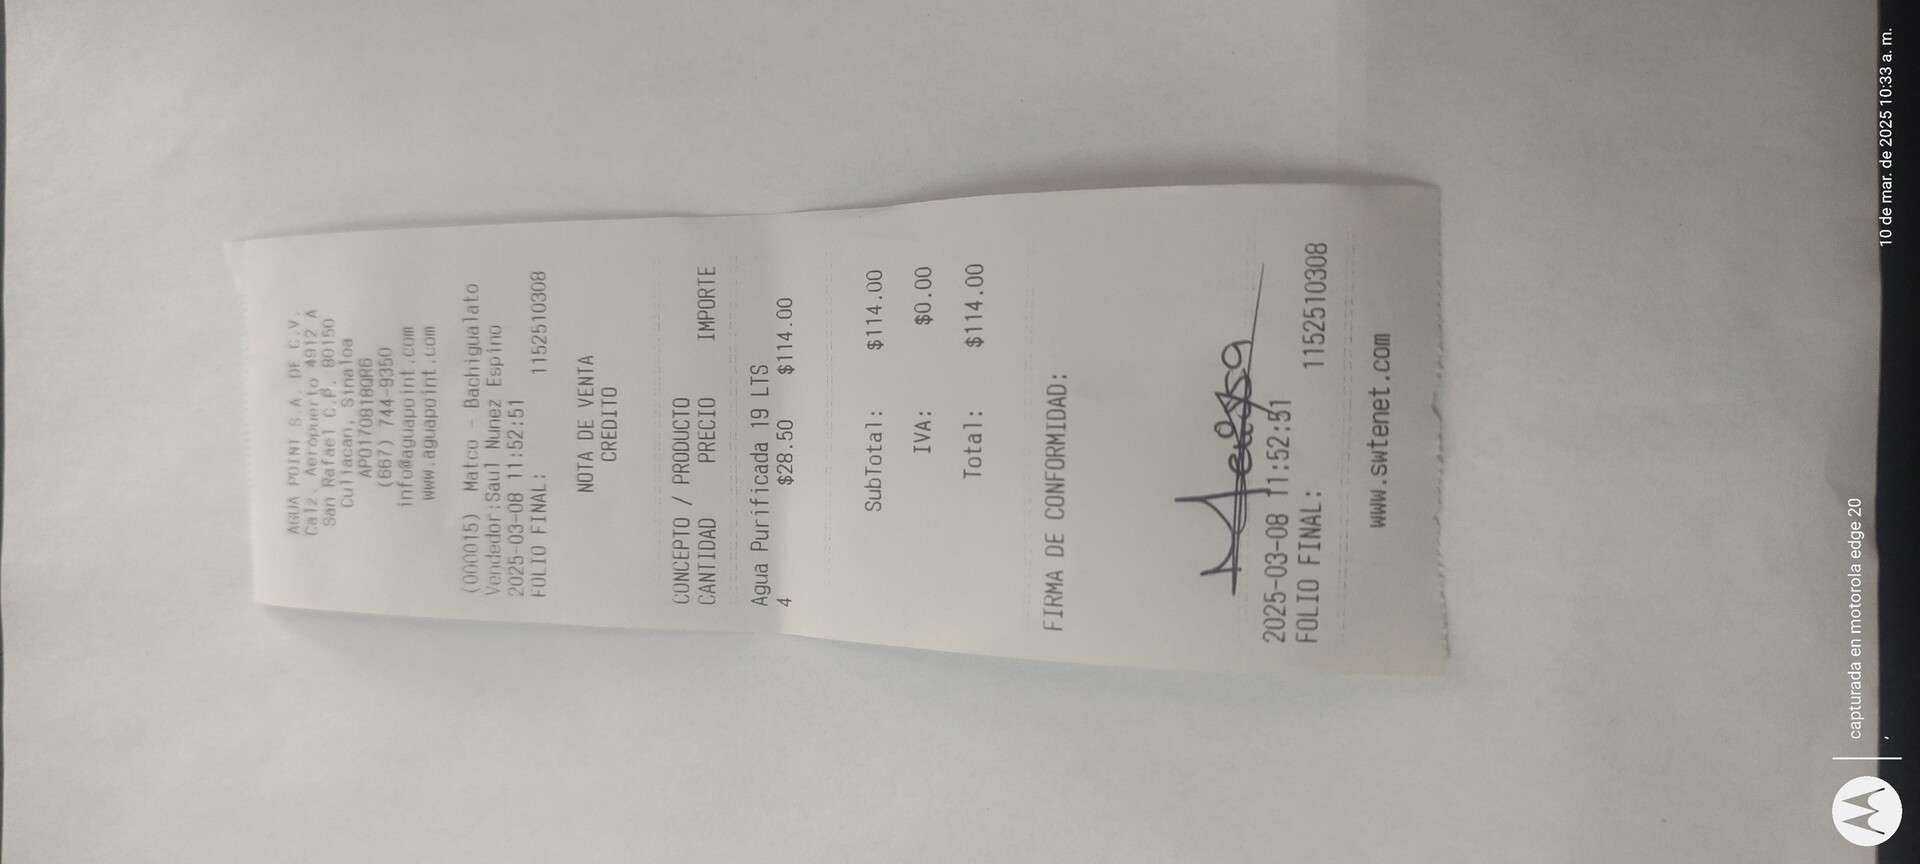 AGUA POINT S.A. DE C.V.
Calz. Aeropuerto 4912 A
San Rafael C.P. 80150
Culiacan, Sinaloa
APO170818QR6
(667) 744-9350
info@aguapoint.com
www.aguapoint.com
(000015) Matco - Bachigualato
Vendedor:Saul Nunez Espino
2025-03-08 11:52:51
FOLIO FINAL: 1152510308
NOTA DE VENTA
CREDITO
CONCEPTO / PRODUCTO
CANTIDAD PRECIO IMPORTE
Agua Purificada 19 LTS
4 $28.50 $114.00
SubTotal: $114.00
IVA: $0.00
Total: $114.00
FIRMA DE CONFORMIDAD:
2025-03-08 11:52:51
FOLIO FINAL: 1152510308
www.swtenet.com
capturada en motorola edge 20
10 de mar. de 2025 10:33 a. m.